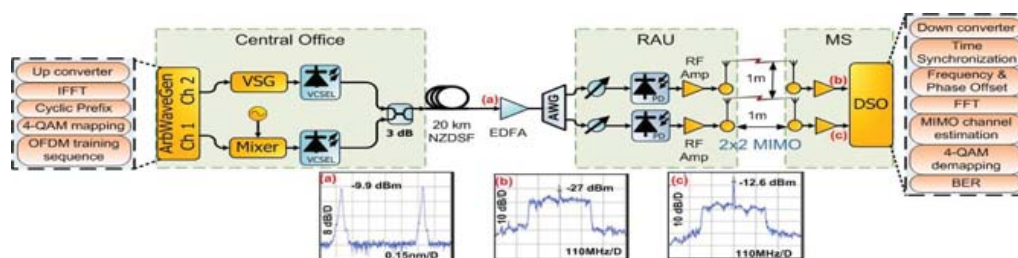 Central Office
RAU
MS
Up converter
IFFT
Cyclic Prefix
4-QAM mapping
OFDM training
sequence
ArbWaveGen
Ch 1
Ch 2
VSG
Mixer
VCSEL
VCSEL
3 dB
20 km
NZDSF
(a)
EDFA
AWG
PD
PD
RF
Amp
RF
Amp
1m
1m
2x2 MIMO
(b)
(c)
DSO
Down converter
Time
Synchronization
Frequency &
Phase Offset
FFT
MIMO channel
estimation
4-QAM
demapping
BER
(a)
-9.9 dBm
8 dB/D
0.15nm/D
(b)
-27 dBm
10 dB/D
110MHz/D
(c)
-12.6 dBm
10 dB/D
110MHz/D